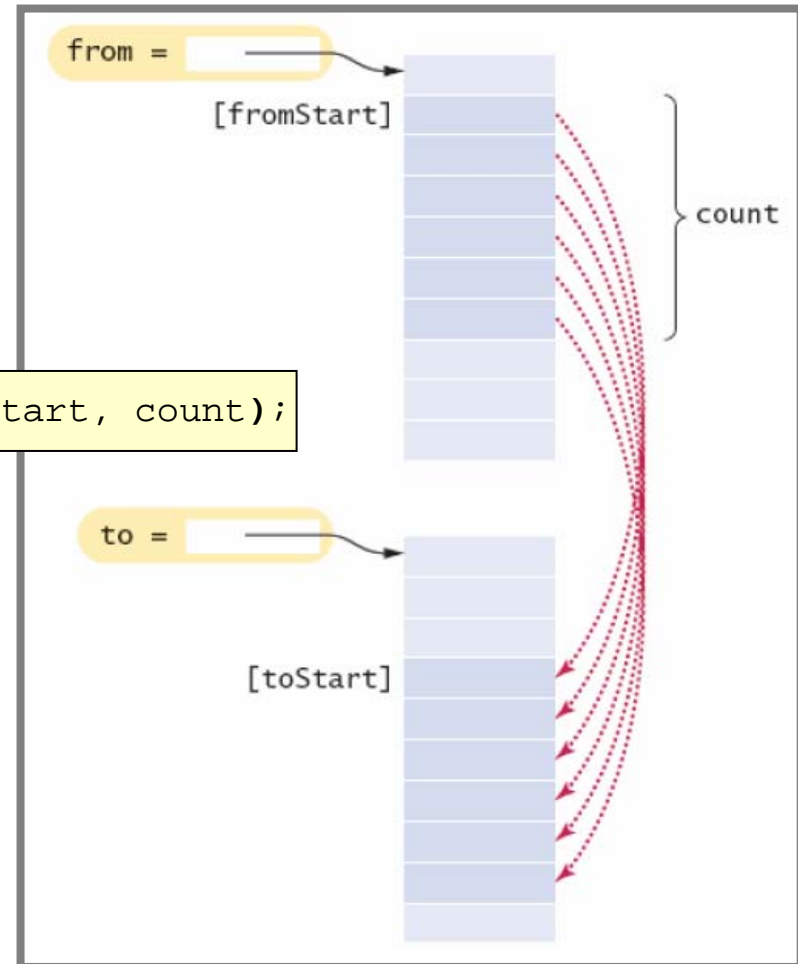 from =
[fromStart]
count
tart, count);
to =
[toStart]